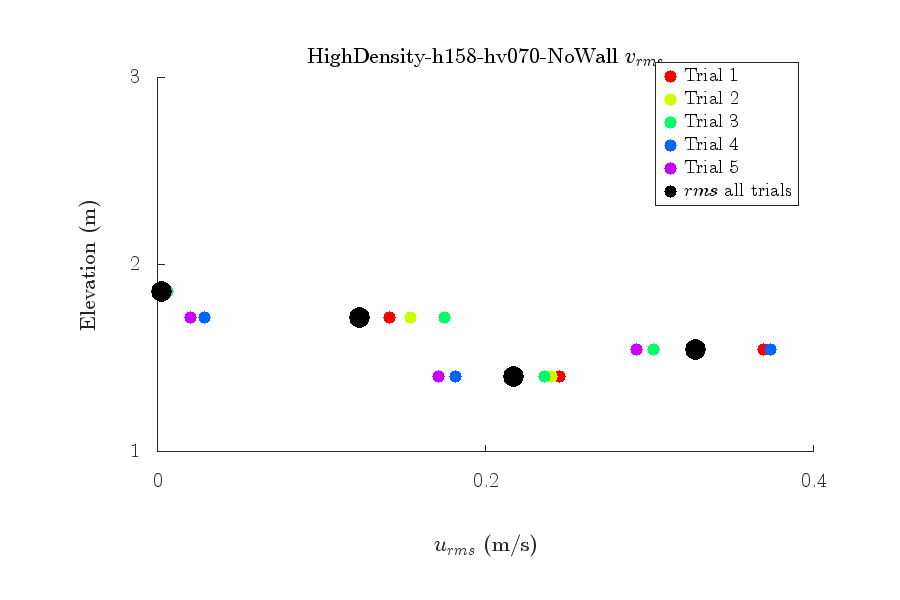 HighDensity-h158-hv070-NoWall v_rms
Trial 1
Trial 2
Trial 3
Trial 4
Trial 5
rms all trials
Elevation (m)
3
2
1
0
0.2
0.4
u_rms (m/s)